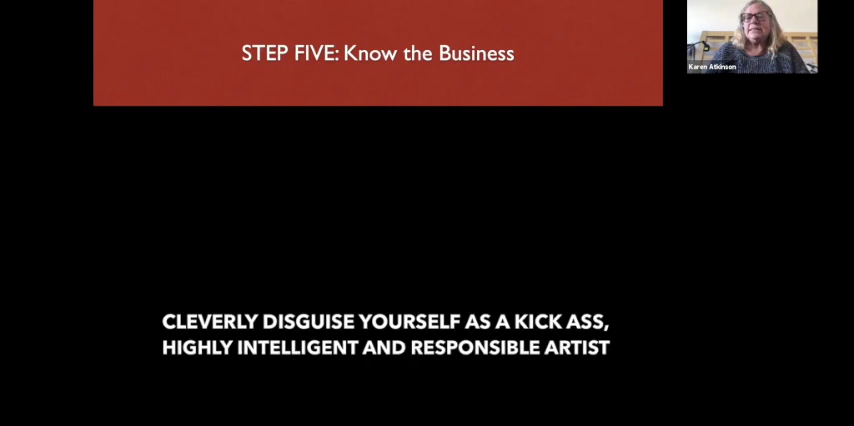 STEP FIVE: Know the Business
Karen Atkinson
CLEVERLY DISGUISE YOURSELF AS A KICK ASS,
HIGHLY INTELLIGENT AND RESPONSIBLE ARTIST